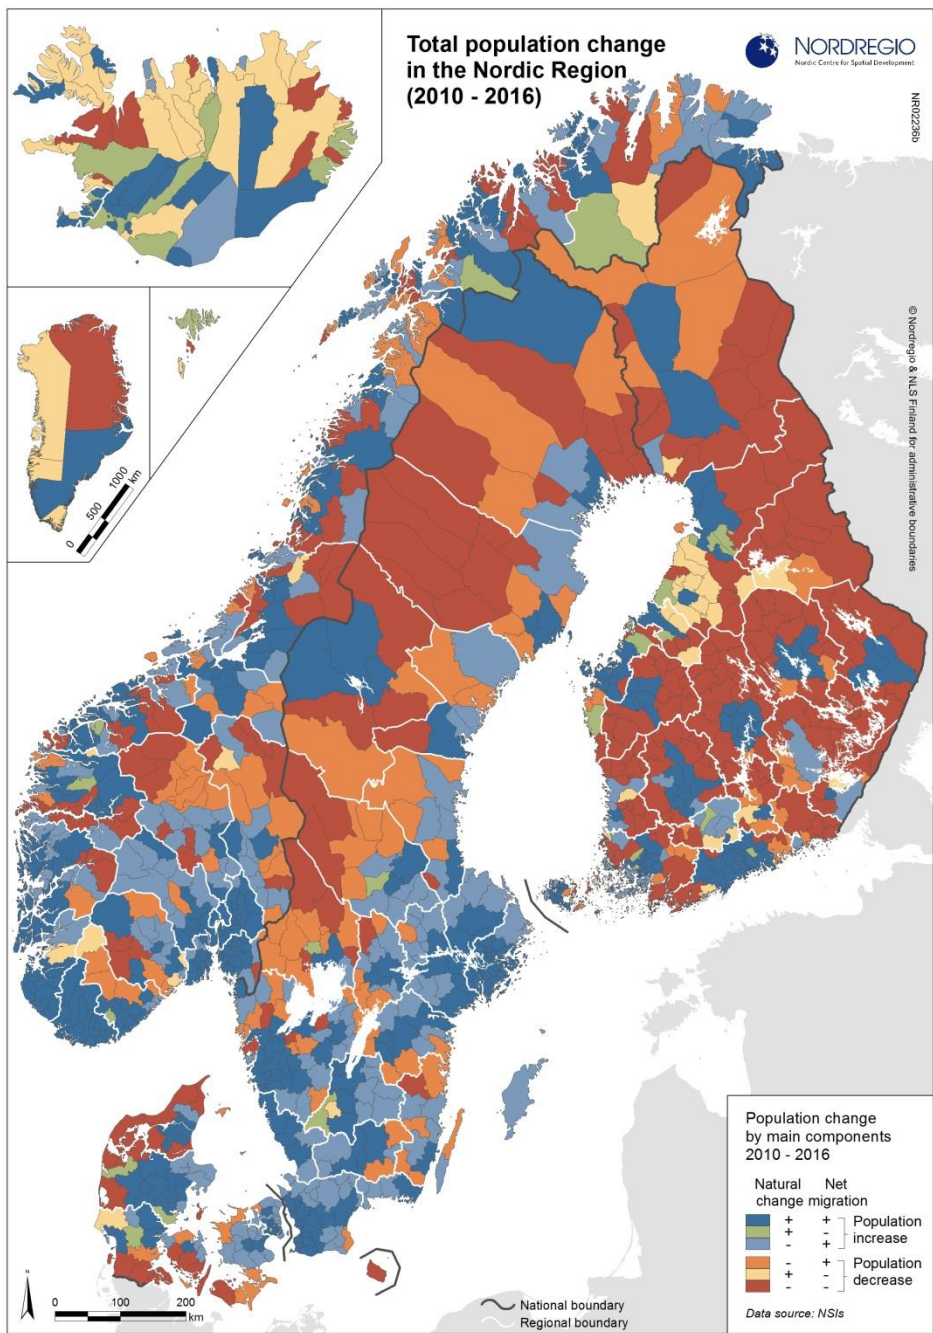 Total population change
in the Nordic Region
(2010 - 2016)
NORDREGIO
Nordic Centre for Spatial Development
NR02236b
© Nordregio & NLS Finland for administrative boundaries
0 500 1000
km
N
0 100 200
km
National boundary
Regional boundary
Population change
by main components
2010 - 2016
Natural Net
change migration
+ + Population
+ - increase
- +
- + Population
+ - decrease
- -
Data source: NSIs